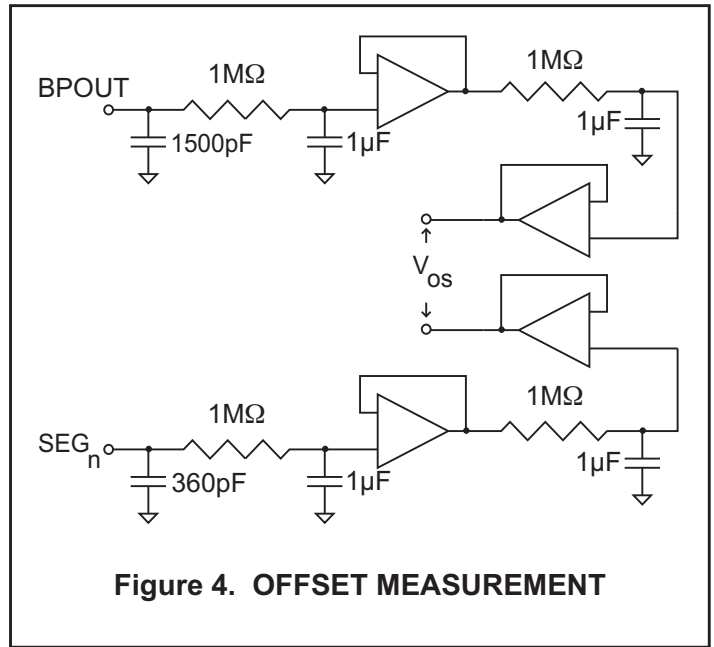 1MΩ
1MΩ
BPOUT
1500pF
1µF
1µF
Vos
1MΩ
1MΩ
SEGn
360pF
1µF
1µF
Figure 4. OFFSET MEASUREMENT